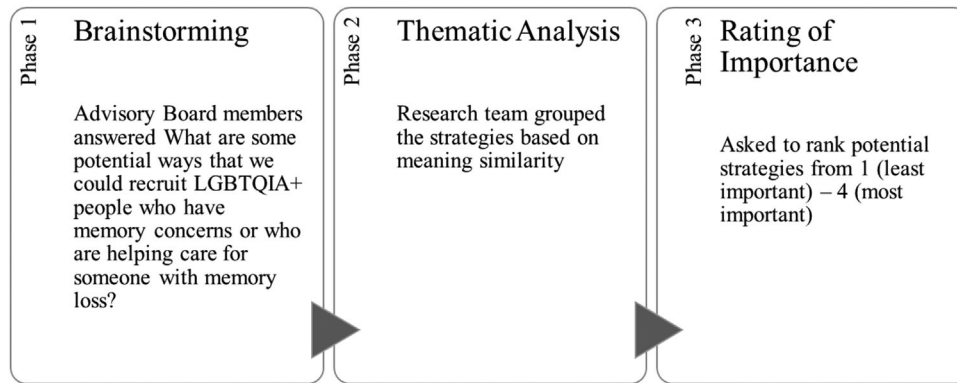 Phase 1
Brainstorming
Advisory Board members
answered What are some
potential ways that we
could recruit LGBTQIA+
people who have
memory concerns or who
are helping care for
someone with memory
loss?
Phase 2
Thematic Analysis
Research team grouped
the strategies based on
meaning similarity
Phase 3
Rating of
Importance
Asked to rank potential
strategies from 1 (least
important) – 4 (most
important)